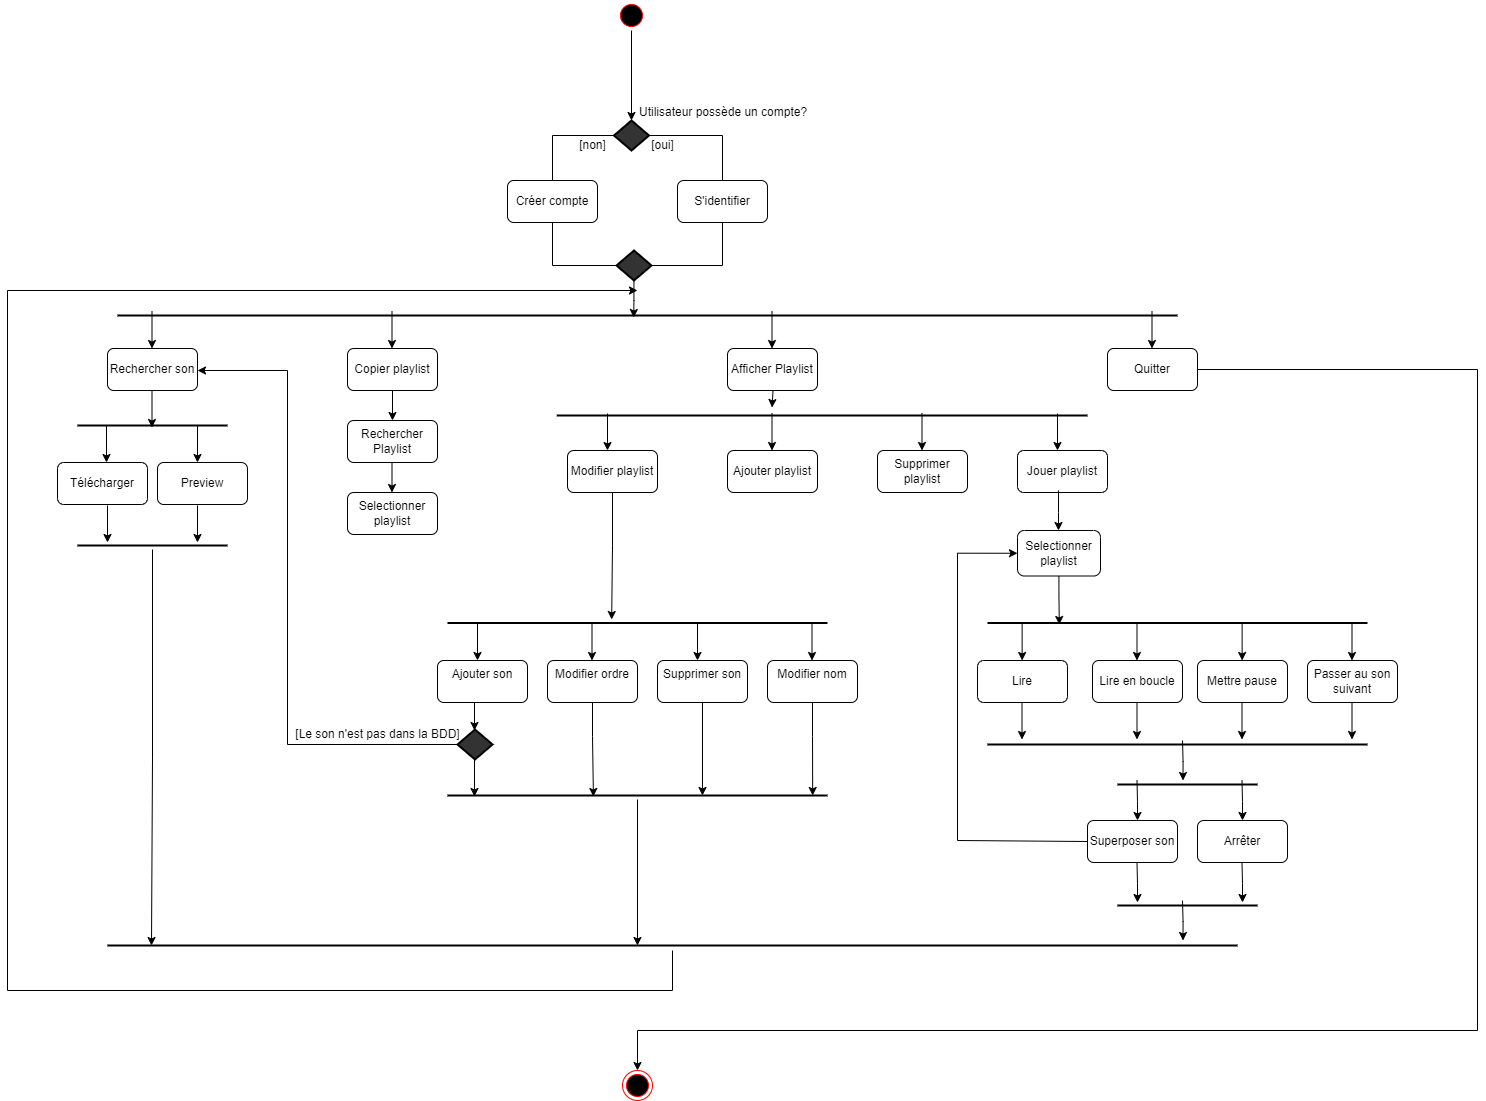 Utilisateur possède un compte?
[non]
[oui]
Créer compte
S'identifier
Rechercher son
Copier playlist
Afficher Playlist
Quitter
Rechercher
Playlist
Modifier playlist
Ajouter playlist
Supprimer
playlist
Jouer playlist
Télécharger
Preview
Selectionner
playlist
Selectionner
playlist
Ajouter son
Modifier ordre
Supprimer son
Modifier nom
Lire
Lire en boucle
Mettre pause
Passer au son
suivant
[Le son n'est pas dans la BDD]
Superposer son
Arrêter